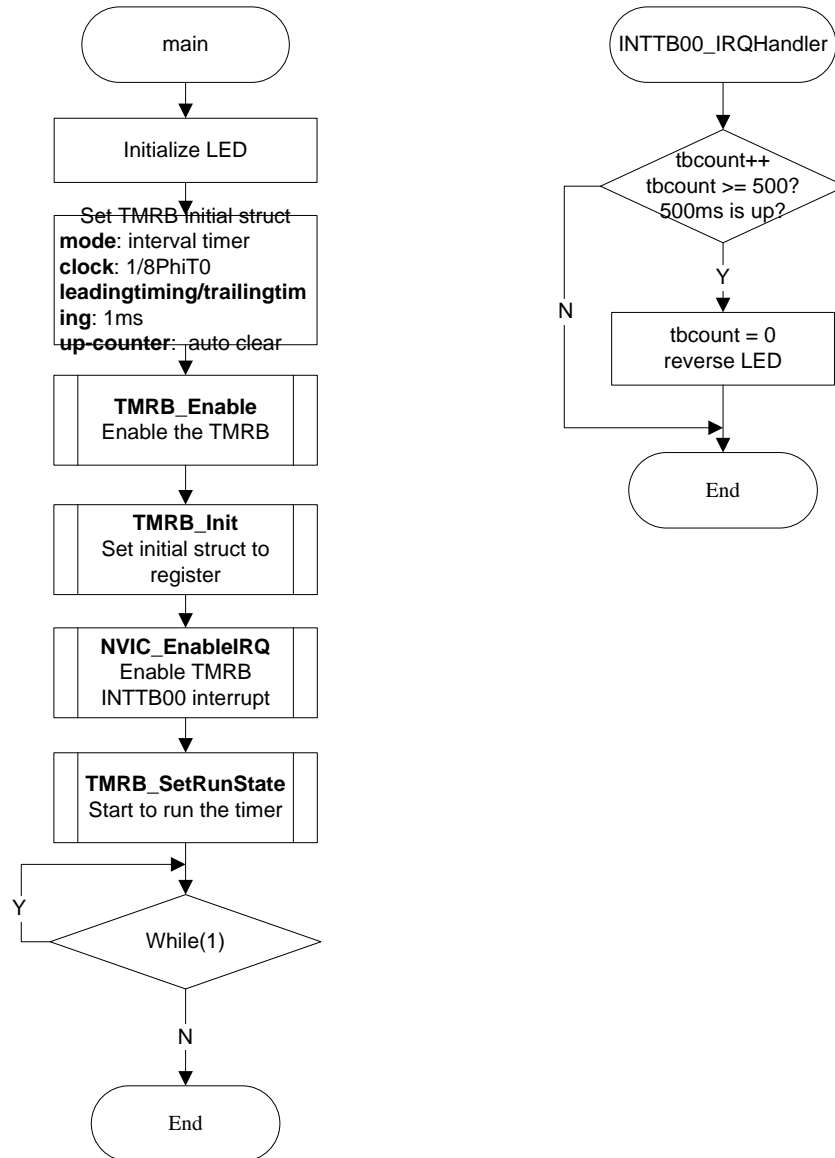 main
Initialize LED
Set TMRB initial struct
mode: interval timer
clock: 1/8PhiT0
leadingtiming/trailingtim
ing: 1ms
up-counter:  auto clear
TMRB_Enable
Enable the TMRB
TMRB_Init
Set initial struct to
register
NVIC_EnableIRQ
Enable TMRB
INTTB00 interrupt
TMRB_SetRunState
Start to run the timer
Y
While(1)
N
End
INTTB00_IRQHandler
tbcount++
tbcount >= 500?
500ms is up?
Y
N
tbcount = 0
reverse LED
End